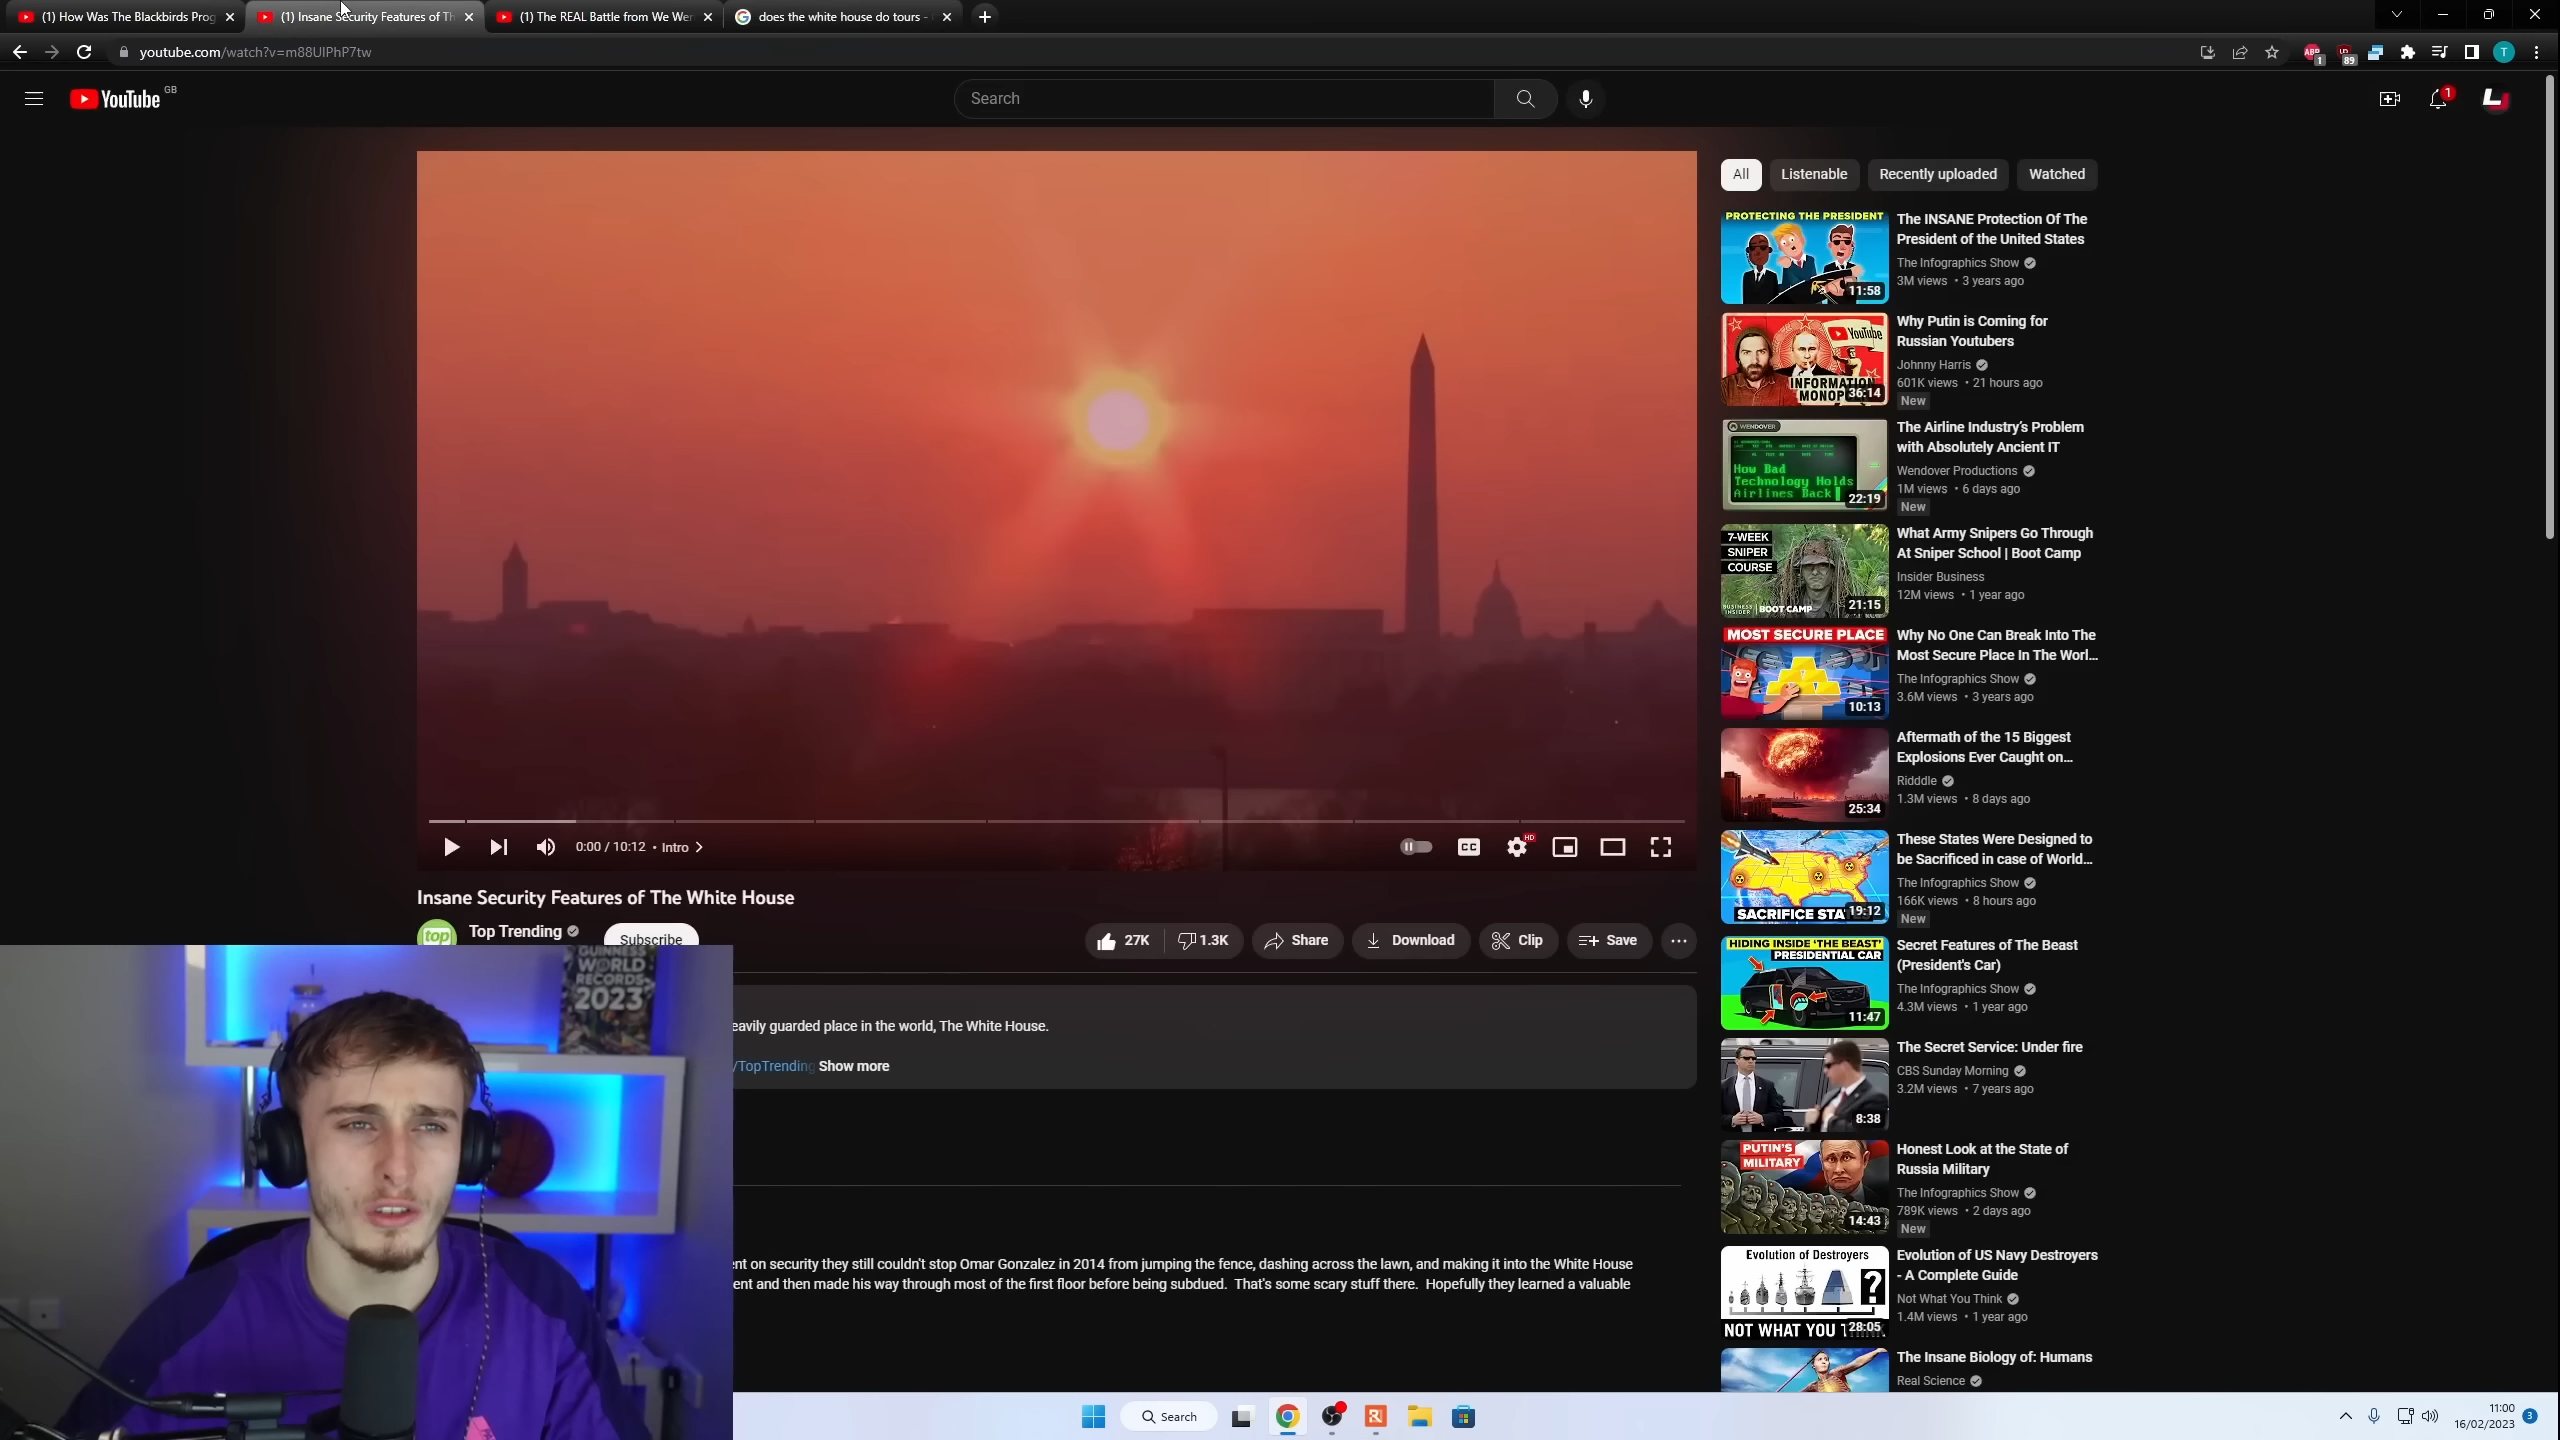 (1) How Was The Blackbirds Prog
(1) Insane Security Features of Th
(1) The REAL Battle from We Wer
does the white house do tours -
youtube.com/watch?v=m88UlPhP7tw
ABP
1
89
T
YouTube GB
Search
1
All
Listenable
Recently uploaded
Watched
PROTECTING THE PRESIDENT
11:58
The INSANE Protection Of The
President of the United States
The Infographics Show
3M views • 3 years ago
YouTube
INFORMATION
MONOP
36:14
Why Putin is Coming for
Russian Youtubers
Johnny Harris
601K views • 21 hours ago
New
WENDOVER
How Bad
Technology Holds
Airlines Back
22:19
The Airline Industry's Problem
with Absolutely Ancient IT
Wendover Productions
1M views • 6 days ago
New
7-WEEK
SNIPER
COURSE
BUSINESS
INSIDER | BOOT CAMP
21:15
What Army Snipers Go Through
At Sniper School | Boot Camp
Insider Business
12M views • 1 year ago
MOST SECURE PLACE
10:13
Why No One Can Break Into The
Most Secure Place In The Worl...
The Infographics Show
3.6M views • 3 years ago
25:34
Aftermath of the 15 Biggest
Explosions Ever Caught on...
Ridddle
1.3M views • 8 days ago
SACRIFICE STA
19:12
These States Were Designed to
be Sacrificed in case of World...
The Infographics Show
166K views • 8 hours ago
New
HIDING INSIDE 'THE BEAST'
PRESIDENTIAL CAR
11:47
Secret Features of The Beast
(President's Car)
The Infographics Show
4.3M views • 1 year ago
8:38
The Secret Service: Under fire
CBS Sunday Morning
3.2M views • 7 years ago
PUTIN'S
MILITARY
14:43
Honest Look at the State of
Russia Military
The Infographics Show
789K views • 2 days ago
New
Evolution of Destroyers
?
NOT WHAT YOU
28:05
Evolution of US Navy Destroyers
- A Complete Guide
Not What You Think
1.4M views • 1 year ago
The Insane Biology of: Humans
Real Science
0:00 / 10:12 • Intro
CC
HD
Insane Security Features of The White House
top
Top Trending
Subscribe
27K
1.3K
Share
Download
Clip
Save
eavily guarded place in the world, The White House.
/TopTrending Show more
ent on security they still couldn't stop Omar Gonzalez in 2014 from jumping the fence, dashing across the lawn, and making it into the White House
ent and then made his way through most of the first floor before being subdued. That's some scary stuff there. Hopefully they learned a valuable
GUINNESS
WORLD
RECORDS
2023
Search
11:00
16/02/2023
3